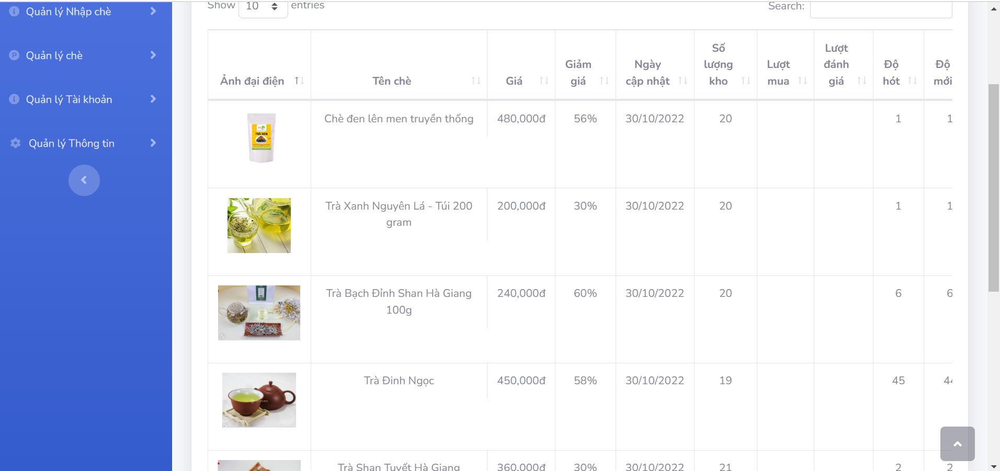 Show 10 entries
Search:
Quản lý Nhập chè
Quản lý chè
Quản lý Tài khoản
Quản lý Thông tin
Ảnh đại điện
Tên chè
Giá
Giảm giá
Ngày cập nhật
Số lượng kho
Lượt mua
Lượt đánh giá
Độ hót
Độ mới
TRÀ ĐEN
Chè đen lên men truyền thống 480,000đ 56% 30/10/2022 20 1 1
Trà Xanh Nguyên Lá - Túi 200 200,000đ 30% 30/10/2022 20 1 1
gram
Trà Bạch Đỉnh Shan Hà Giang 240,000đ 60% 30/10/2022 20 6 6
100g
Trà Đinh Ngọc 450,000đ 58% 30/10/2022 19 45 44
Trà Shan Tuyết Hà Giang 360,000đ 30% 30/10/2022 21 2 2